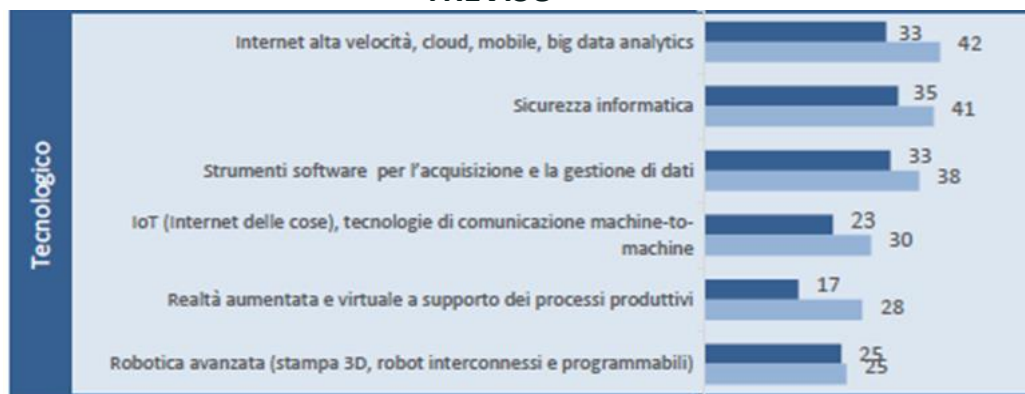 Internet alta velocità, cloud, mobile, big data analytics
33
42
Sicurezza informatica
35
41
Strumenti software per l'acquisizione e la gestione di dati
33
38
IoT (Internet delle cose), tecnologie di comunicazione machine-to-
machine
23
30
Realtà aumentata e virtuale a supporto dei processi produttivi
17
28
Robotica avanzata (stampa 3D, robot interconnessi e programmabili)
25
25
Tecnologico